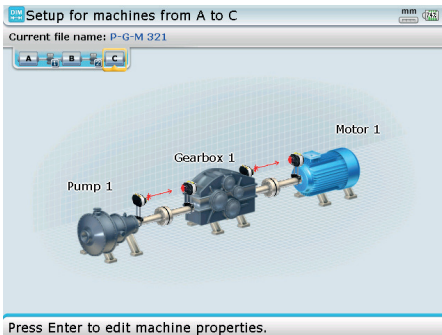 DIM Setup for machines from A to C mm
Current file name: P-G-M 321
A B C
Motor 1
Gearbox 1
Pump 1
Press Enter to edit machine properties.